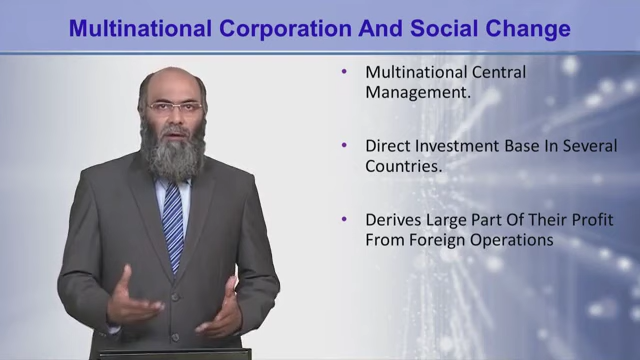 Multinational Corporation And Social Change
• Multinational Central
Management.
• Direct Investment Base In Several
Countries.
• Derives Large Part Of Their Profit
From Foreign Operations